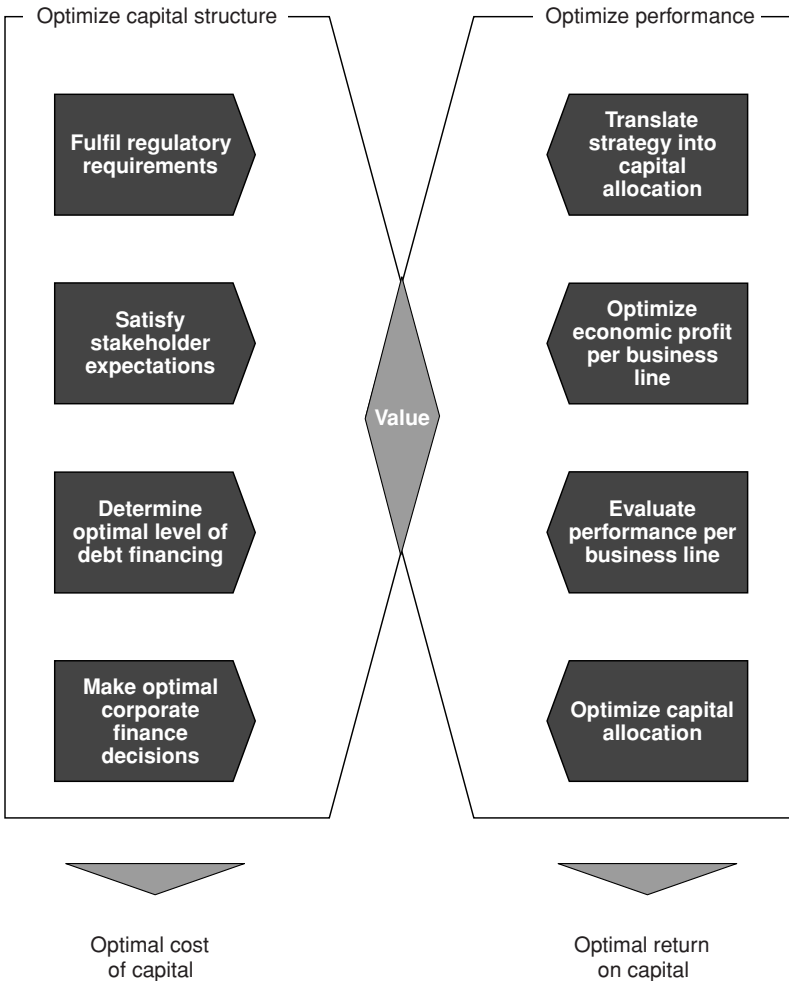 Optimize capital structure
Fulfil regulatory
requirements
Satisfy
stakeholder
expectations
Determine
optimal level of
debt financing
Make optimal
corporate
finance
decisions
Optimal cost
of capital
Value
Optimize performance
Translate
strategy into
capital
allocation
Optimize
economic profit
per business
line
Evaluate
performance per
business line
Optimize capital
allocation
Optimal return
on capital